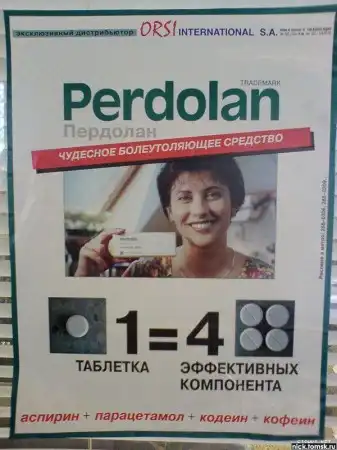 эксклюзивный дистрибьютор ORSI INTERNATIONAL S.A.
TRADEMARK
Perdolan
Пердолан
ЧУДЕСНОЕ БОЛЕУТОЛЯЮЩЕЕ СРЕДСТВО
perdolan
1=4
ТАБЛЕТКА
ЭФФЕКТИВНЫХ КОМПОНЕНТА
аспирин + парацетамол + кодеин + кофеин
nick.tomsk.ru